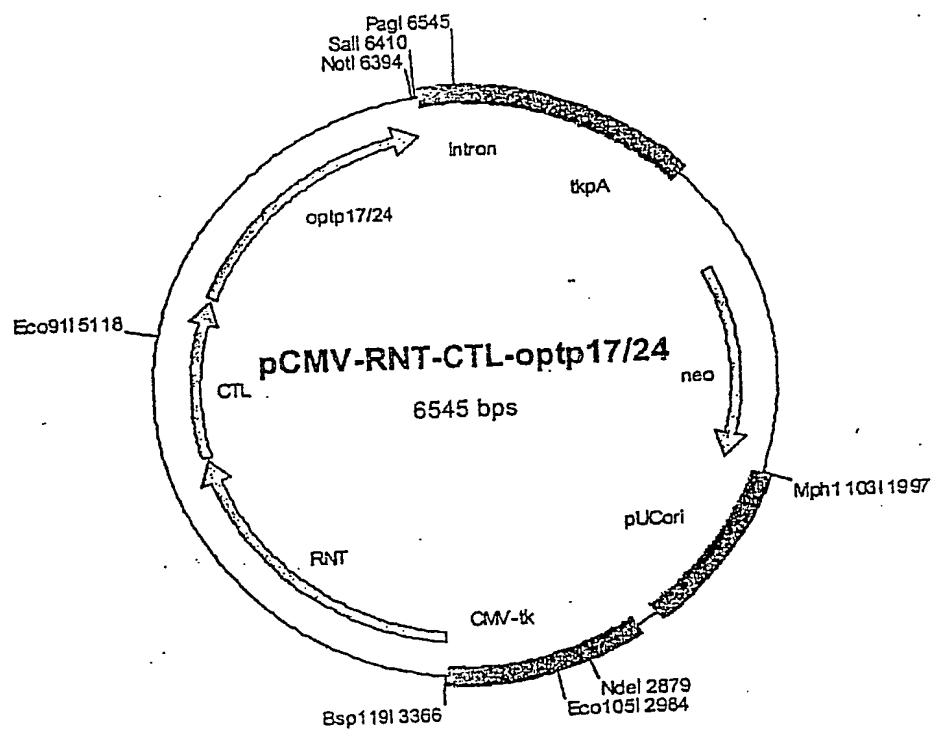 PagI 6545
SalI 6410
NotI 6394
Intron
tkpA
optp17/24
Eco91I 5118
pCMV-RNT-CTL-optp17/24
neo
CTL
6545 bps
Mph1103I 1997
pUCori
RNT
CMV-tk
NdeI 2879
Eco105I 2984
Bsp119I 3366